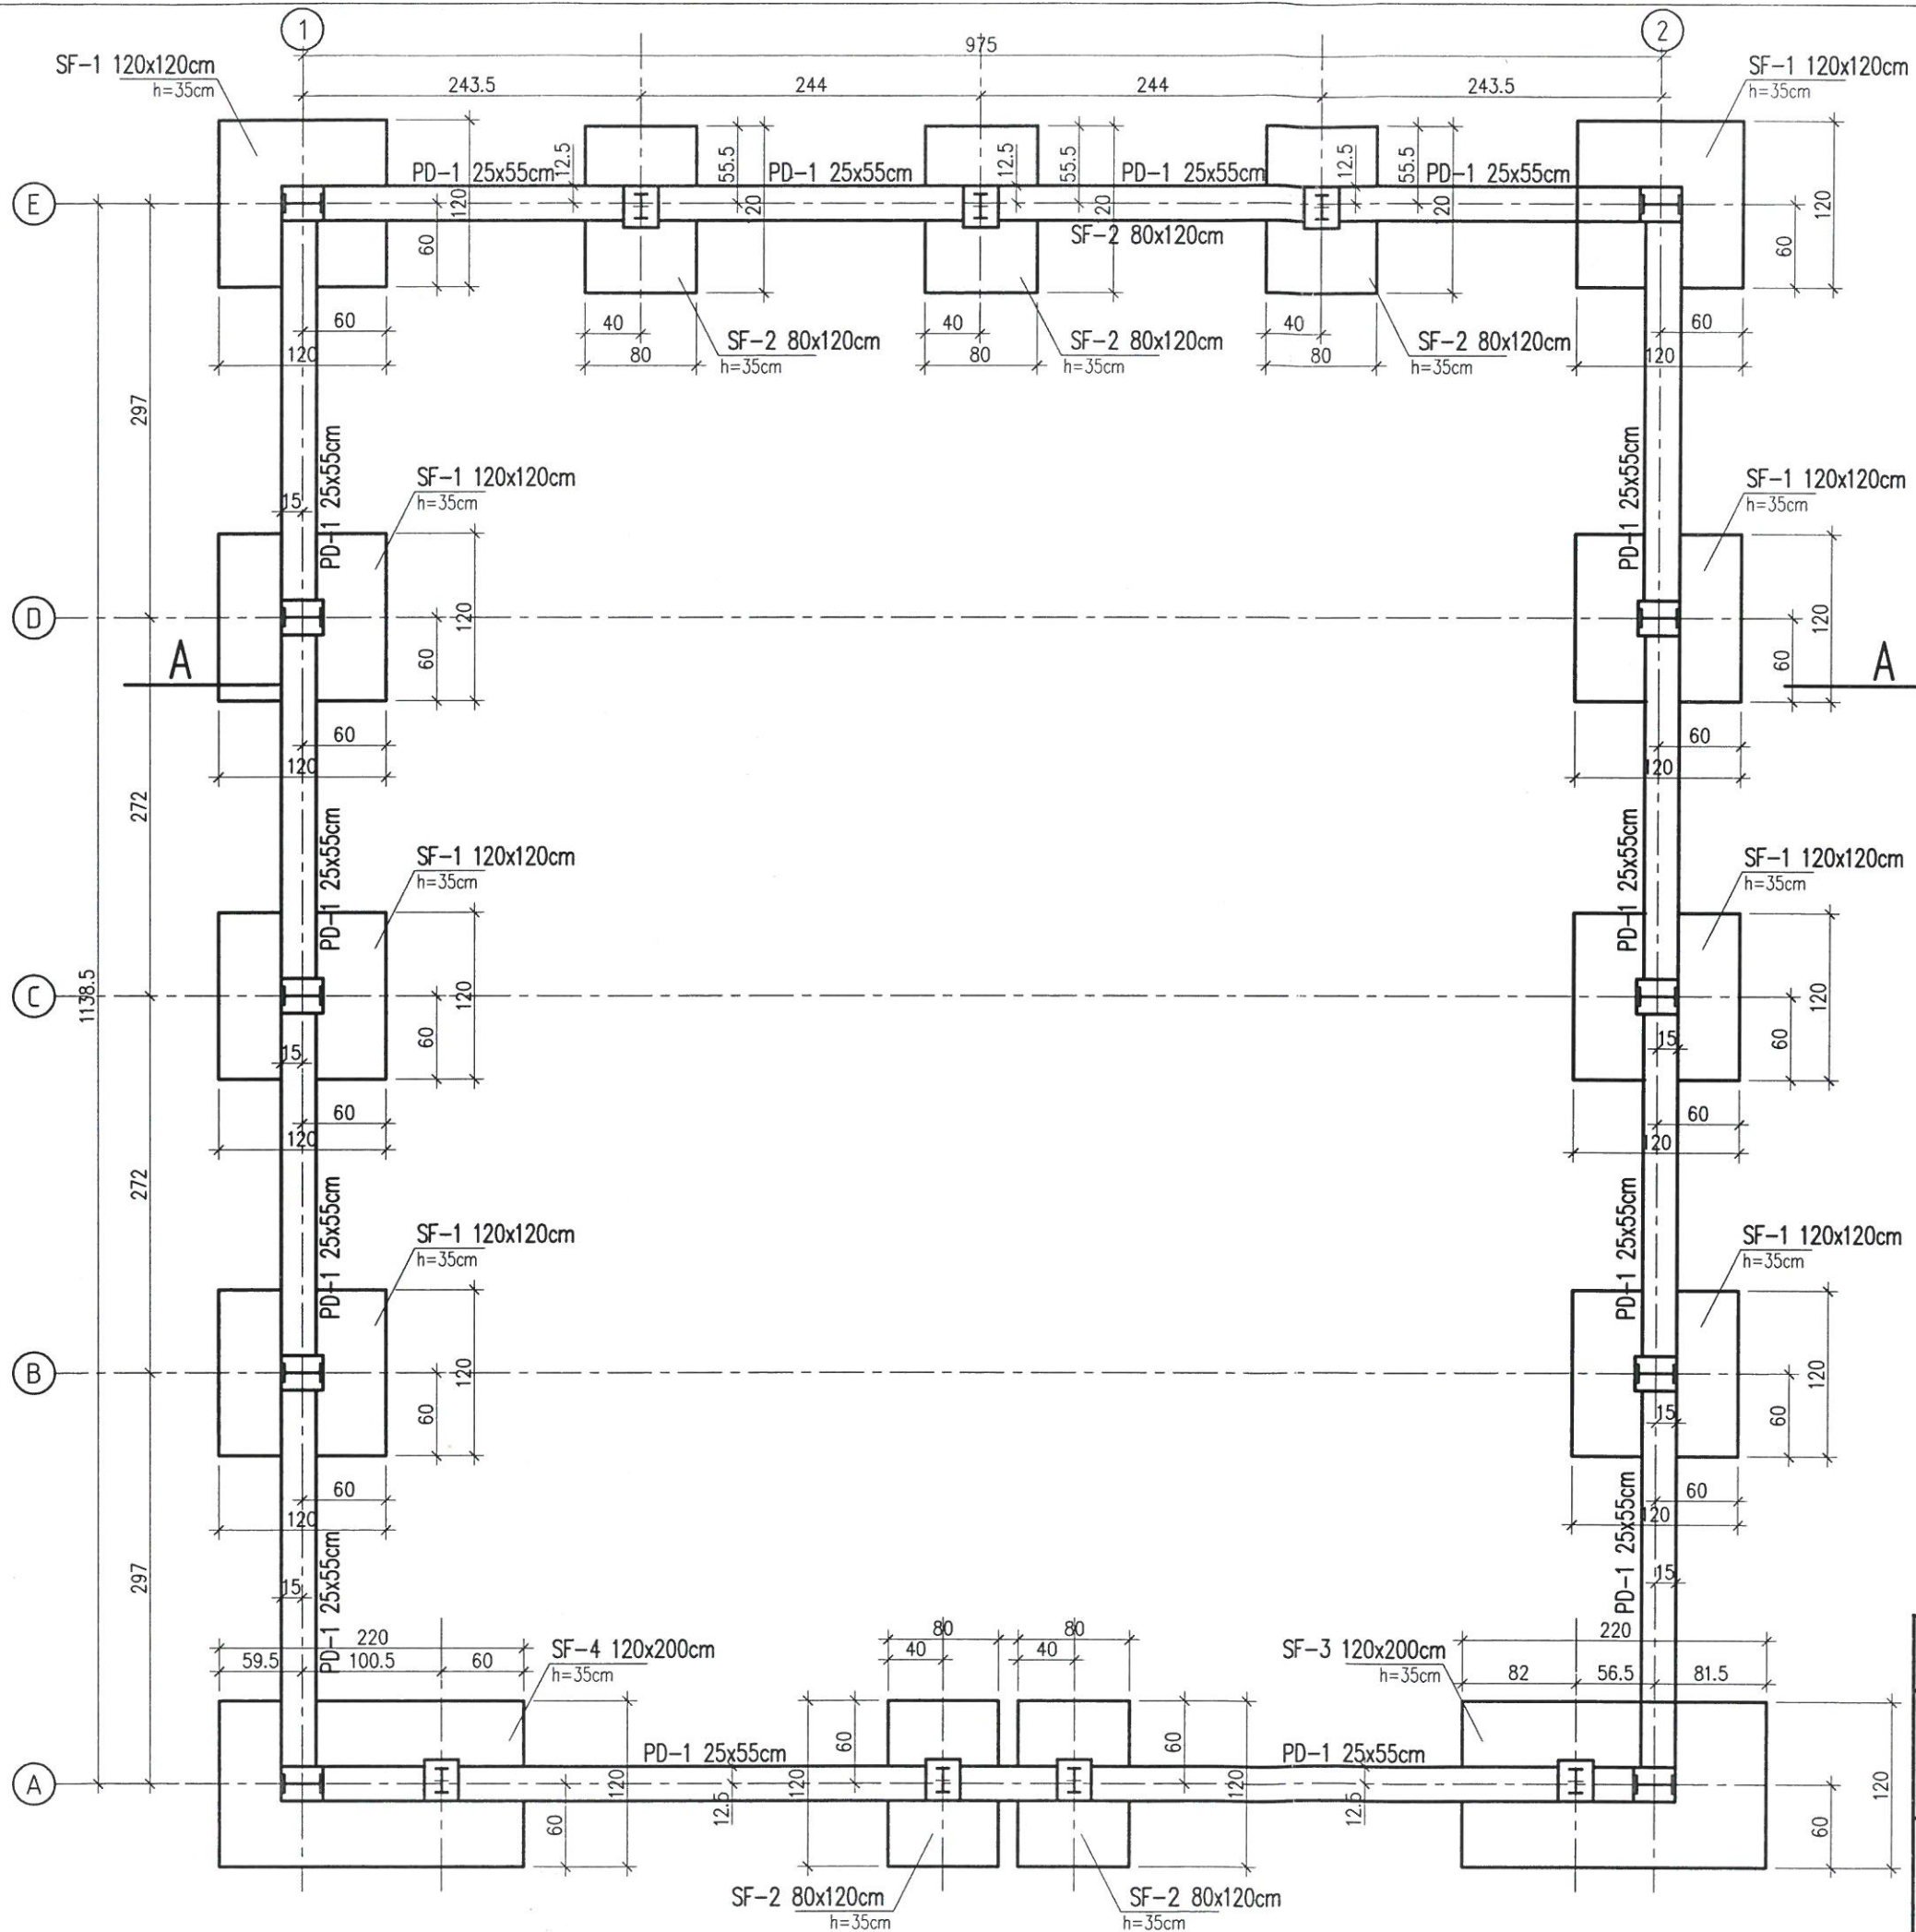 1
2
975
SF-1 120x120cm
h=35cm
SF-1 120x120cm
h=35cm
243.5
244
244
243.5
E
PD-1 25x55cm
12.5
55.5
PD-1 25x55cm
12.5
55.5
PD-1 25x55cm
12.5
55.5
PD-1 25x55cm
120
60
120
120
120
120
60
SF-2 80x120cm
60
120
40
80
SF-2 80x120cm
h=35cm
40
80
SF-2 80x120cm
h=35cm
40
80
SF-2 80x120cm
h=35cm
60
120
297
PD-1 25x55cm
15
SF-1 120x120cm
h=35cm
PD-1 25x55cm
SF-1 120x120cm
h=35cm
D
120
60
120
60
A
A
60
120
60
120
272
PD-1 25x55cm
SF-1 120x120cm
h=35cm
PD-1 25x55cm
SF-1 120x120cm
h=35cm
C
1138.5
120
60
15
120
60
15
60
120
60
120
272
PD-1 25x55cm
SF-1 120x120cm
h=35cm
PD-1 25x55cm
SF-1 120x120cm
h=35cm
B
120
60
120
60
15
60
120
60
120
297
PD-1 25x55cm
15
PD-1 25x55cm
15
220
59.5
100.5
60
SF-4 120x200cm
h=35cm
80
40
80
40
SF-3 120x200cm
h=35cm
220
82
56.5
81.5
A
PD-1 25x55cm
60
60
PD-1 25x55cm
60
120
12.5
120
120
12.5
120
60
SF-2 80x120cm
h=35cm
SF-2 80x120cm
h=35cm